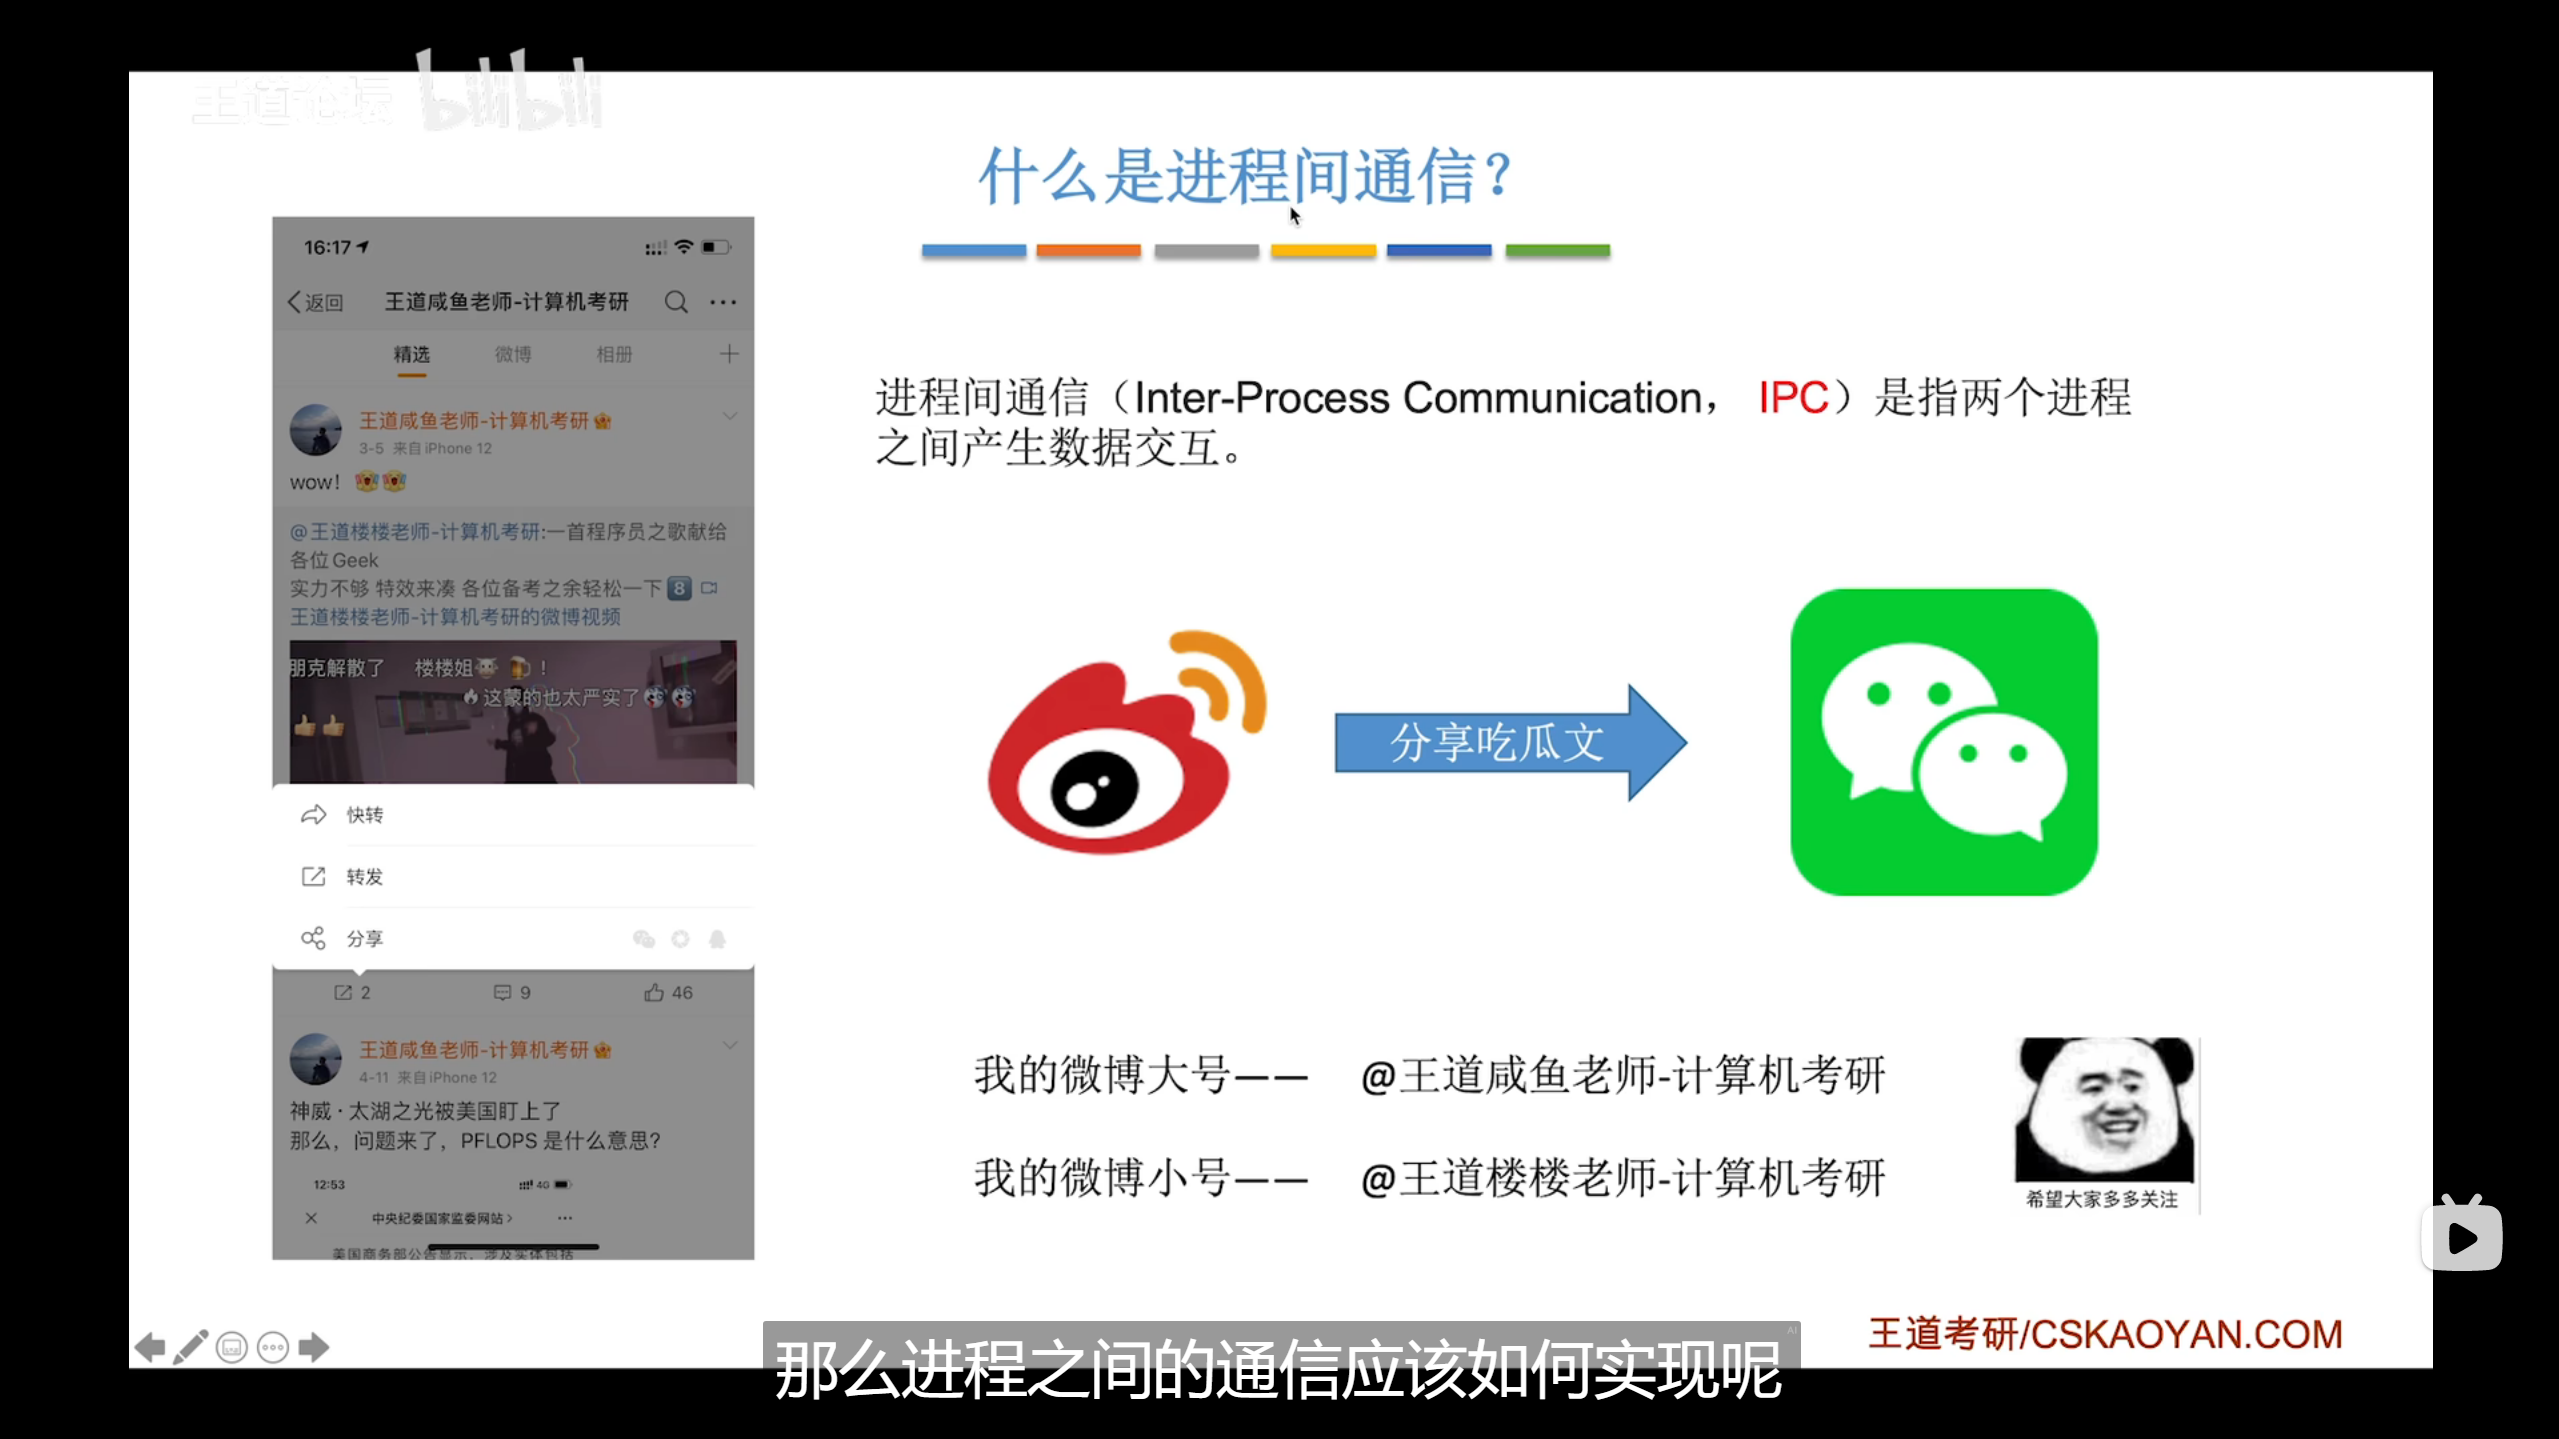 王道论坛 bilibili
什么是进程间通信？
16:17
返回 王道咸鱼老师-计算机考研
精选 微博 相册
王道咸鱼老师-计算机考研
3-5 来自iPhone 12
wow！
@王道楼楼老师-计算机考研:一首程序员之歌献给
各位Geek
实力不够 特效来凑 各位备考之余轻松一下 8
王道楼楼老师-计算机考研的微博视频
朋克解散了 楼楼姐 ！
这蒙的也太严实了
快转
转发
分享
2 9 46
王道咸鱼老师-计算机考研
4-11 来自iPhone 12
神威·太湖之光被美国盯上了
那么，问题来了，PFLOPS 是什么意思？
12:53 4G
中央纪委国家监委网站
美国商务部公告显示，涉及实体包括
进程间通信（Inter-Process Communication， IPC）是指两个进程
之间产生数据交互。
分享吃瓜文
我的微博大号—— @王道咸鱼老师-计算机考研
我的微博小号—— @王道楼楼老师-计算机考研
希望大家多多关注
王道考研/CSKAOYAN.COM
AI
那么进程之间的通信应该如何实现呢